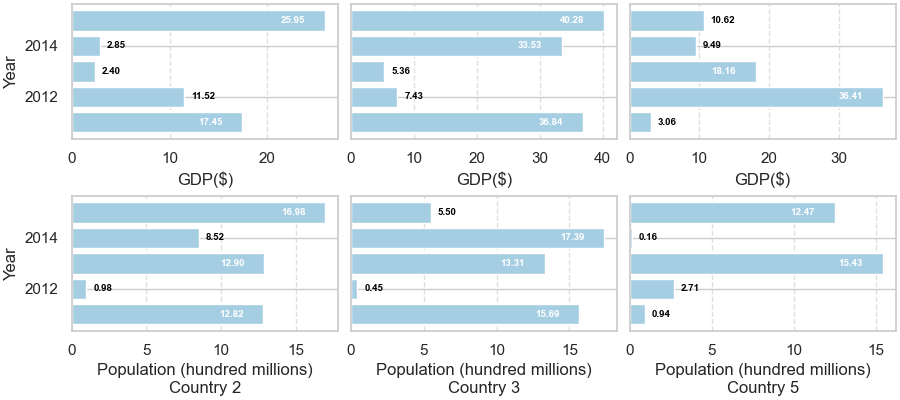 25.95
40.28
10.62
2014
2.85
33.53
9.49
Year
2.40
5.36
18.16
2012
11.52
7.43
36.41
17.45
36.84
3.06
0 10 20
0 10 20 30 40
0 10 20 30
GDP($)
GDP($)
GDP($)
16.98
5.50
12.47
2014
8.52
17.39
0.16
Year
12.90
13.31
15.43
2012
0.98
0.45
2.71
12.82
15.69
0.94
0 5 10 15
0 5 10 15
0 5 10 15
Population (hundred millions)
Country 2
Population (hundred millions)
Country 3
Population (hundred millions)
Country 5